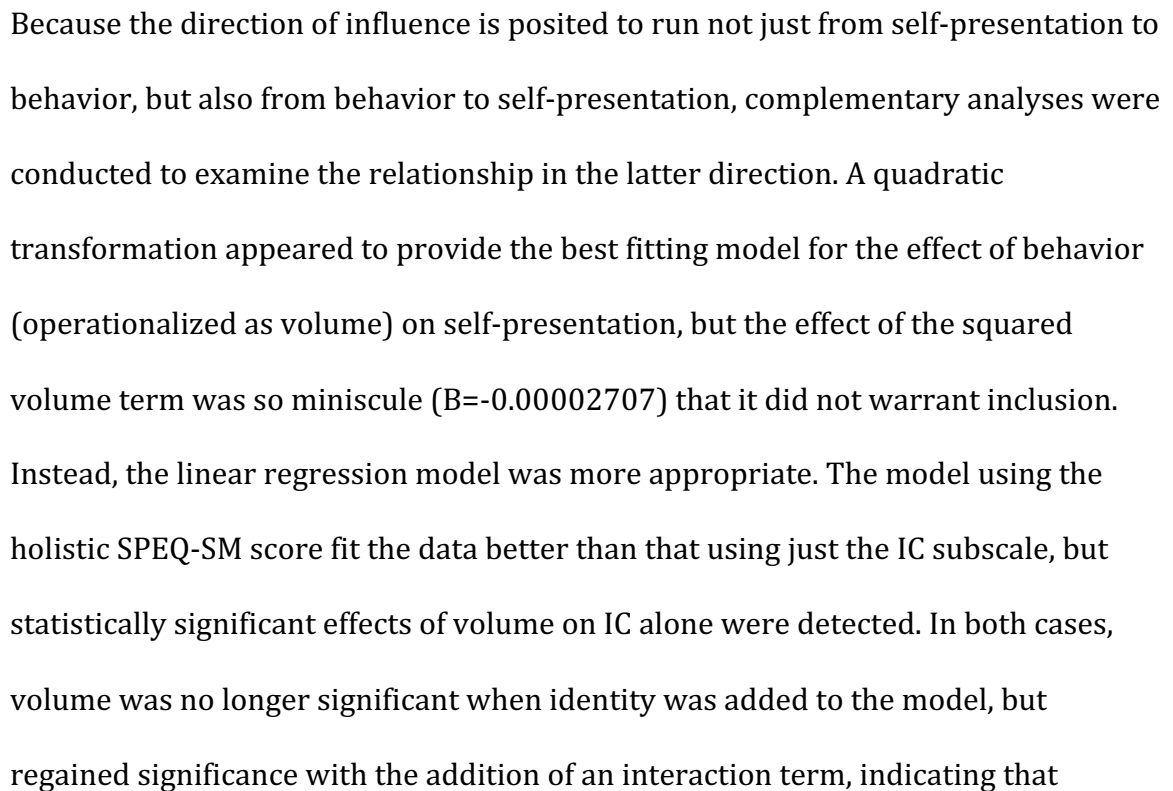 Because the direction of influence is posited to run not just from self-presentation to
behavior, but also from behavior to self-presentation, complementary analyses were
conducted to examine the relationship in the latter direction. A quadratic
transformation appeared to provide the best fitting model for the effect of behavior
(operationalized as volume) on self-presentation, but the effect of the squared
volume term was so miniscule (B=-0.00002707) that it did not warrant inclusion.
Instead, the linear regression model was more appropriate. The model using the
holistic SPEQ-SM score fit the data better than that using just the IC subscale, but
statistically significant effects of volume on IC alone were detected. In both cases,
volume was no longer significant when identity was added to the model, but
regained significance with the addition of an interaction term, indicating that